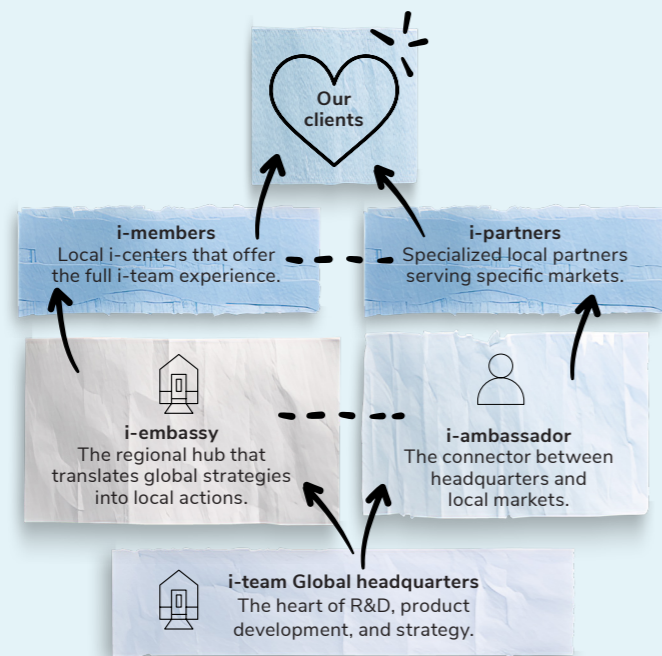 Our
clients
i-members
Local i-centers that offer
the full i-team experience.
i-partners
Specialized local partners
serving specific markets.
i-embassy
The regional hub that
translates global strategies
into local actions.
i-ambassador
The connector between
headquarters and
local markets.
i-team Global headquarters
The heart of R&D, product
development, and strategy.